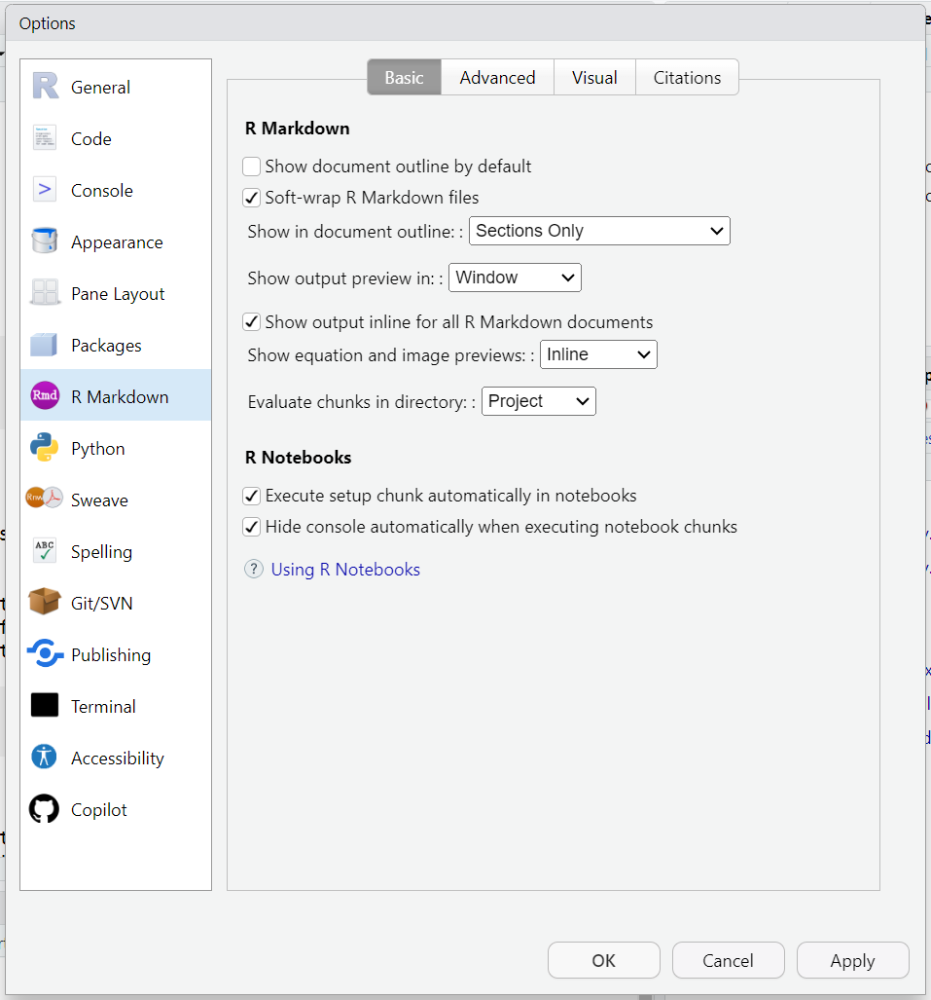 Options
General
Code
Console
Appearance
Pane Layout
Packages
Rmd R Markdown
Python
Rnw Sweave
ABC Spelling
Git/SVN
Publishing
Terminal
Accessibility
Copilot
Basic Advanced Visual Citations
R Markdown
Show document outline by default
Soft-wrap R Markdown files
Show in document outline: : Sections Only
Show output preview in: : Window
Show output inline for all R Markdown documents
Show equation and image previews: : Inline
Evaluate chunks in directory: : Project
R Notebooks
Execute setup chunk automatically in notebooks
Hide console automatically when executing notebook chunks
? Using R Notebooks
OK Cancel Apply